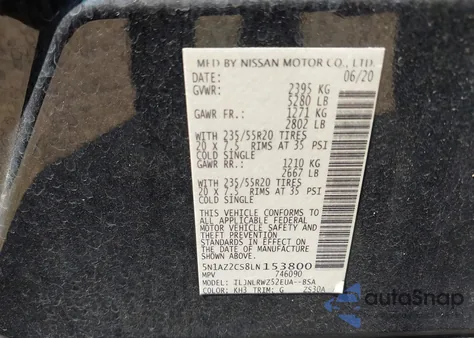 MFD BY NISSAN MOTOR CO., LTD.
DATE: 06/20
GVWR: 2395 KG
5280 LB
GAWR FR.: 1271 KG
2802 LB
WITH 235/55R20 TIRES
20 X 7.5 RIMS AT 35 PSI
COLD SINGLE
GAWR RR.: 1210 KG
2667 LB
WITH 235/55R20 TIRES
20 X 7.5 RIMS AT 35 PSI
COLD SINGLE
THIS VEHICLE CONFORMS TO
ALL APPLICABLE FEDERAL
MOTOR VEHICLE SAFETY AND
THEFT PREVENTION
STANDARDS IN EFFECT ON
THE DATE OF MANUFACTURE
SHOWN ABOVE.
5N1AZ2CS8LN153800
MPV 746090
MODEL: ILJNLRWZ52EUA--BSA
COLOR: KH3 TRIM: G ZS30A
autoSnap